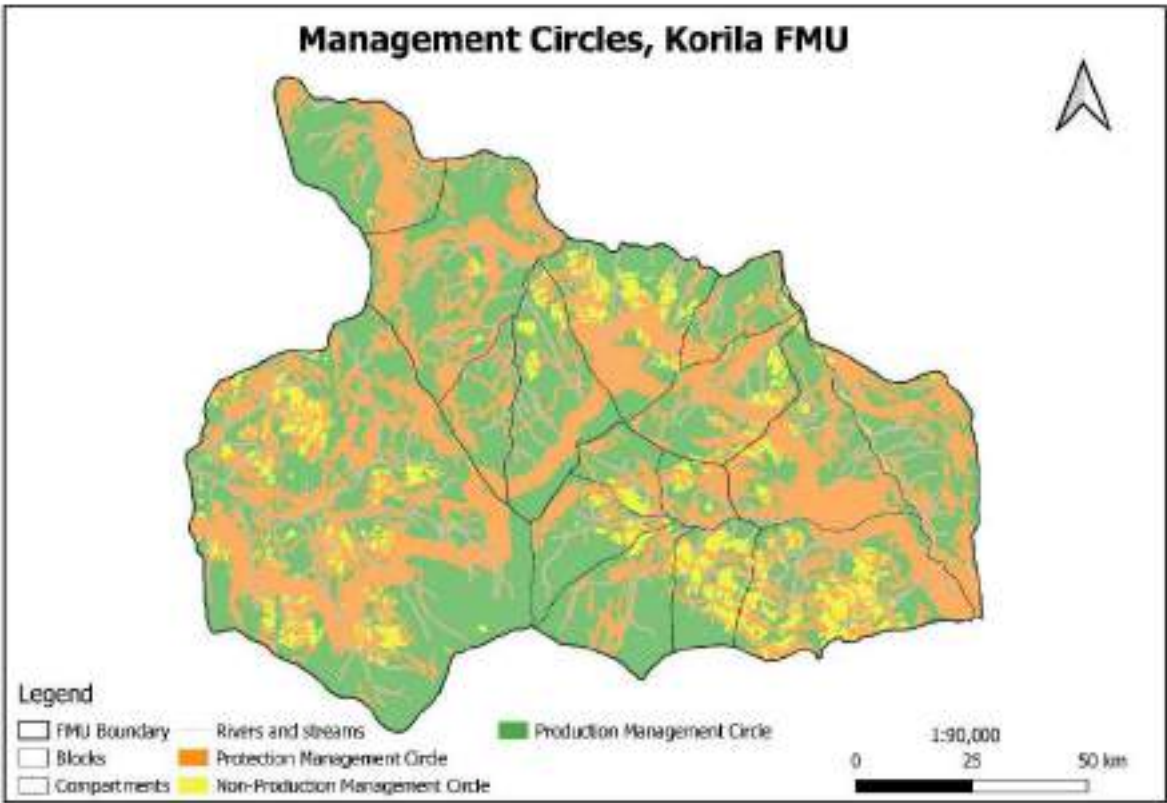 Management Circles, Korila FMU
Legend
FMU Boundary
Rivers and streams
Production Management Circle
Blocks
Protection Management Circle
Compartments
Non-Production Management Circle
1:90,000
0 25 50 km